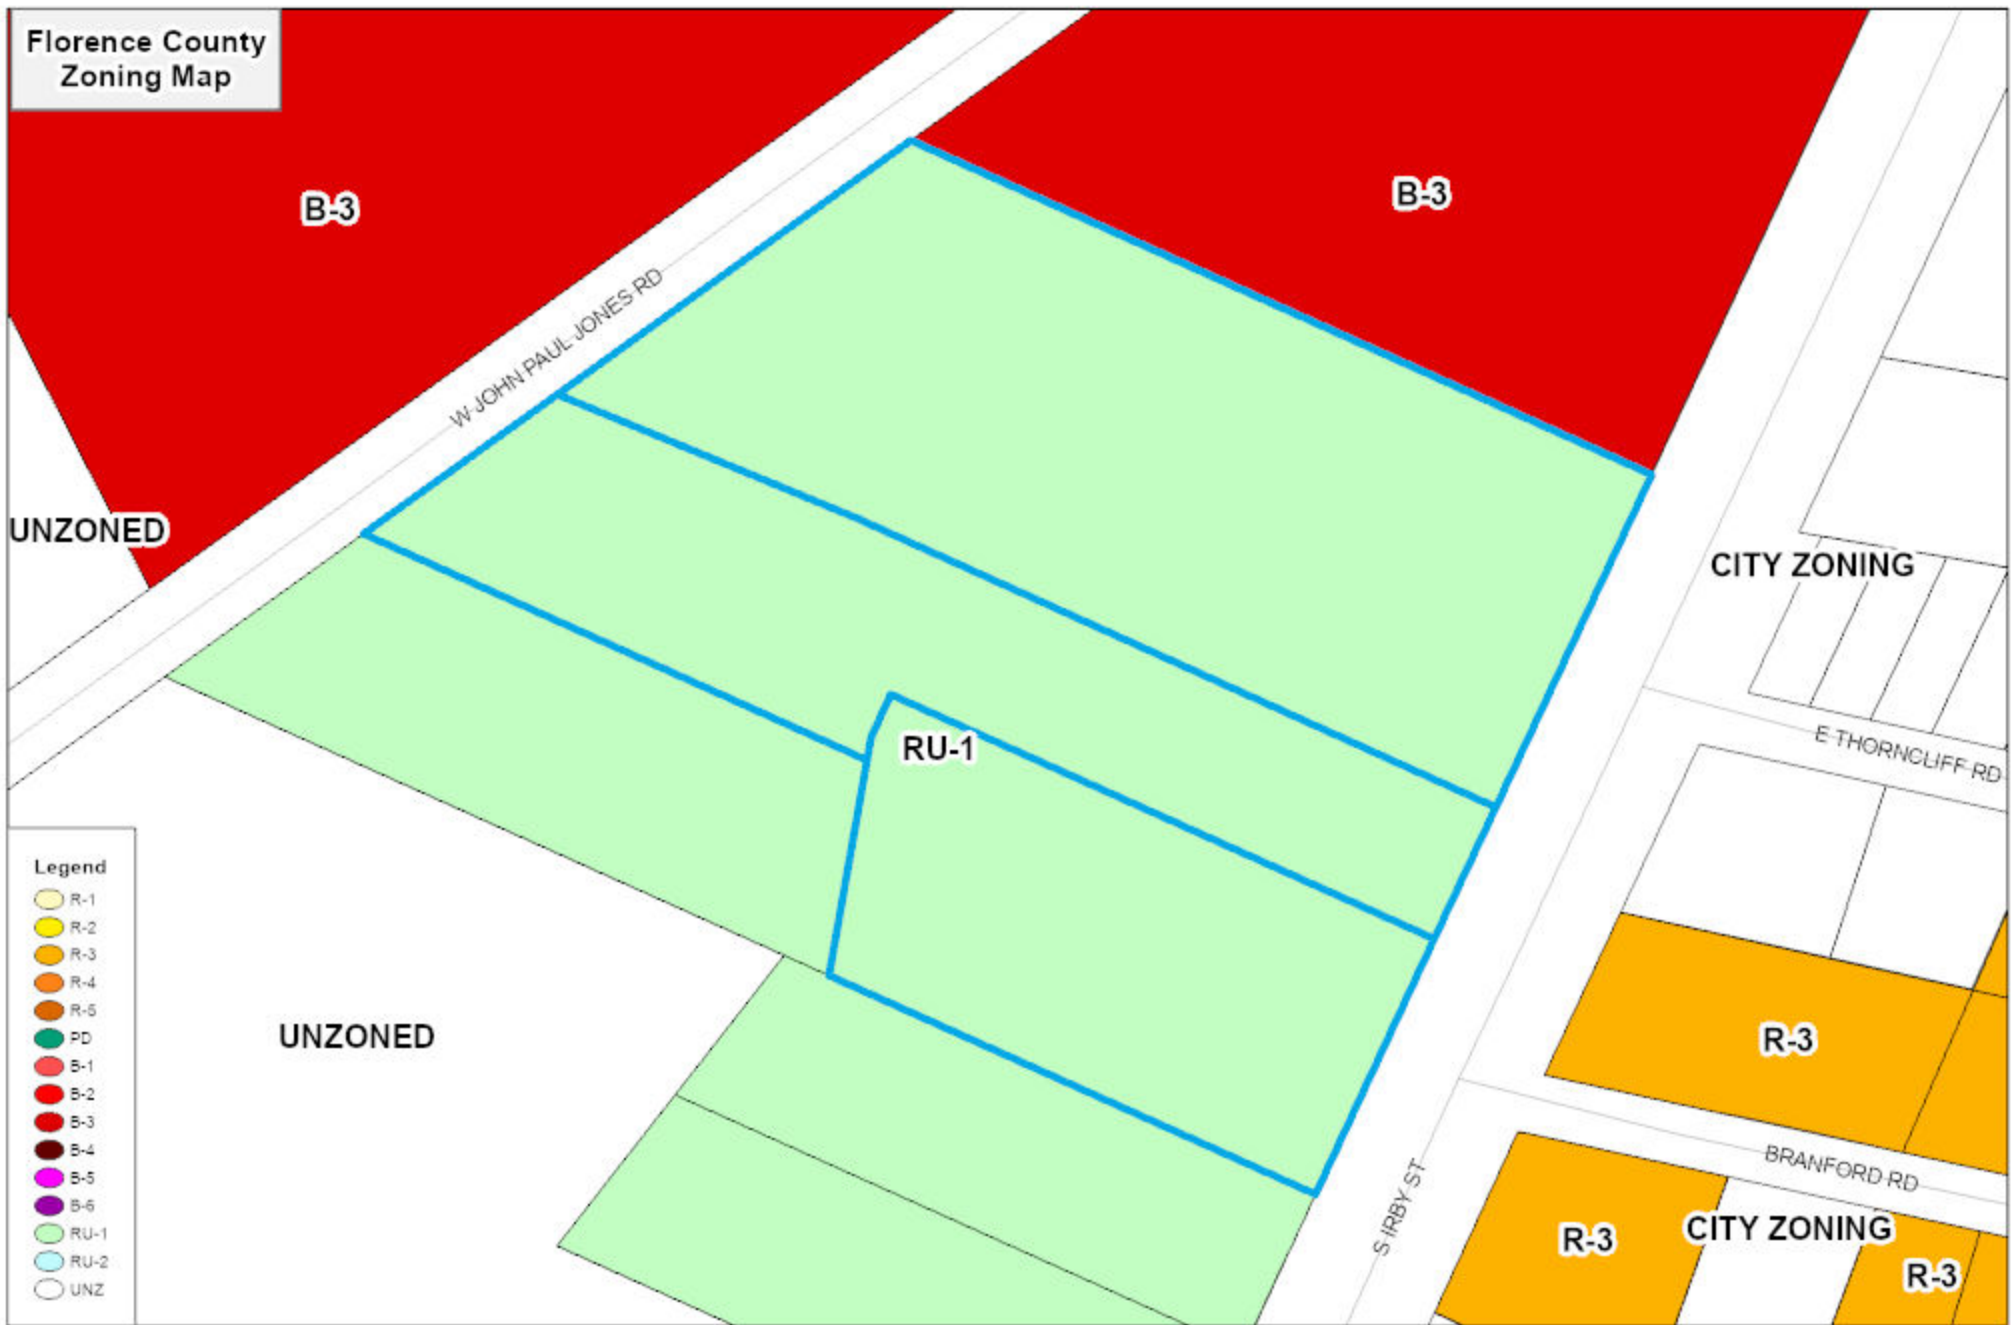 Florence County
Zoning Map
B-3
B-3
W JOHN PAUL JONES RD
UNZONED
CITY ZONING
E THORNCLIFF RD
RU-1
UNZONED
R-3
BRANFORD RD
S IRBY ST
R-3
CITY ZONING
R-3
Legend
R-1
R-2
R-3
R-4
R-5
PD
B-1
B-2
B-3
B-4
B-5
B-6
RU-1
RU-2
UNZ